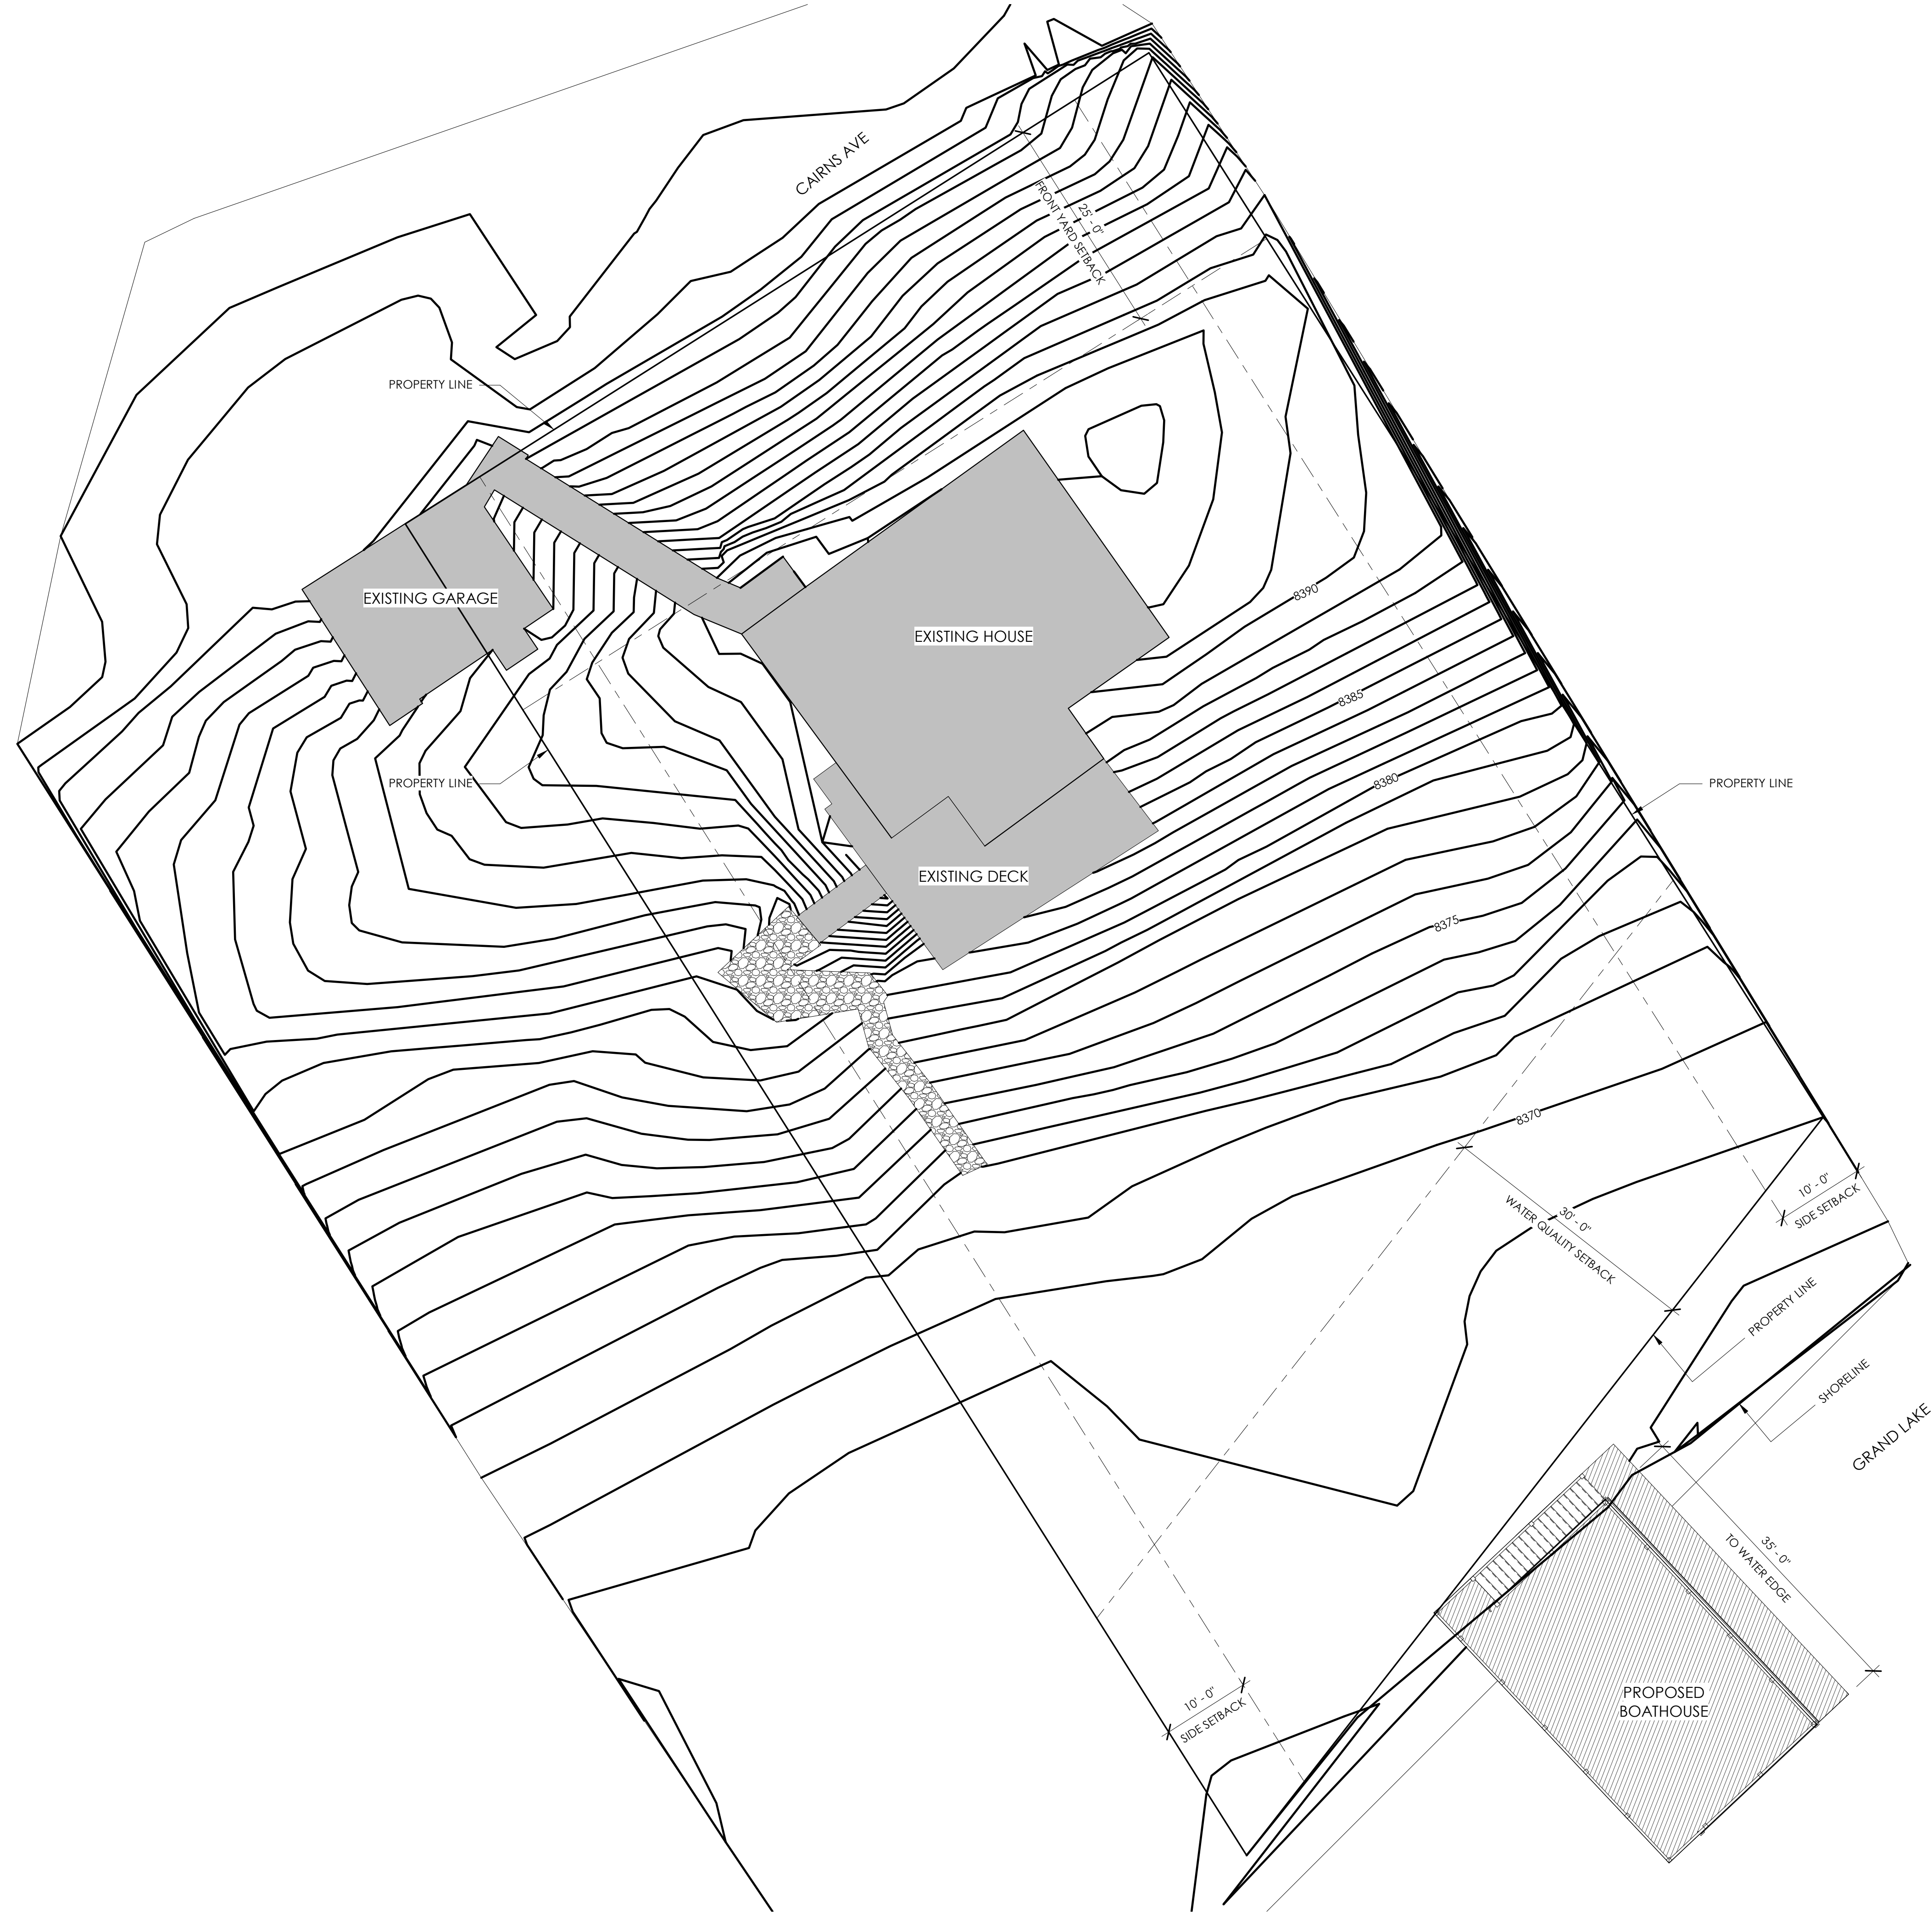 CAIRNS AVE
25' - 0"
FRONT YARD SETBACK
PROPERTY LINE
EXISTING GARAGE
EXISTING HOUSE
8390
8385
8380
PROPERTY LINE
PROPERTY LINE
EXISTING DECK
8375
8370
10' - 0"
SIDE SETBACK
30' - 0"
WATER QUALITY SETBACK
PROPERTY LINE
SHORELINE
GRAND LAKE
35' - 0"
TO WATER EDGE
10' - 0"
SIDE SETBACK
PROPOSED
BOATHOUSE